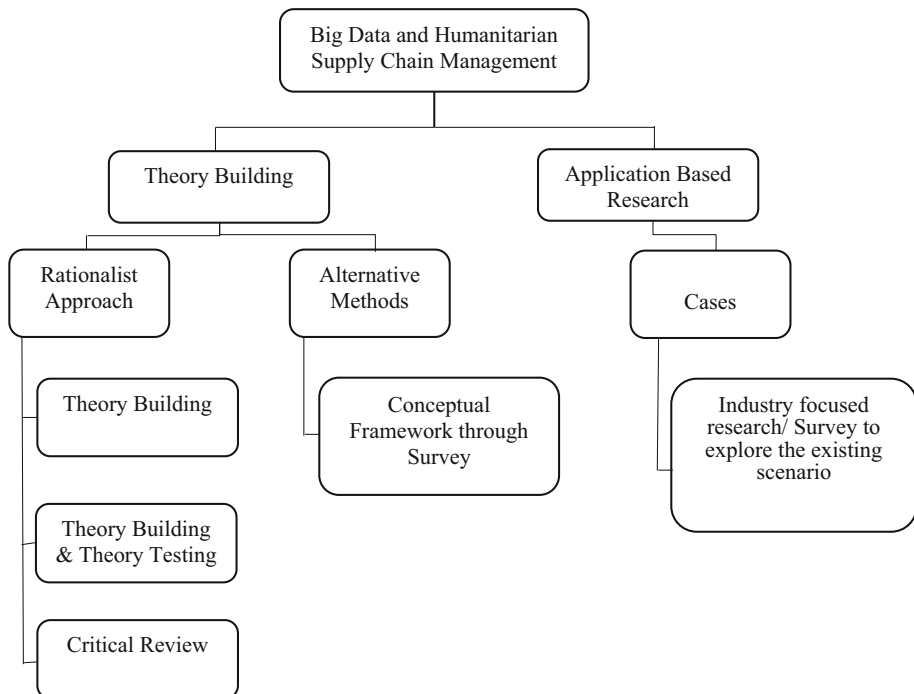 Big Data and Humanitarian
Supply Chain Management
Theory Building
Application Based
Research
Rationalist
Approach
Alternative
Methods
Cases
Theory Building
Conceptual
Framework through
Survey
Industry focused
research/ Survey to
explore the existing
scenario
Theory Building
& Theory Testing
Critical Review